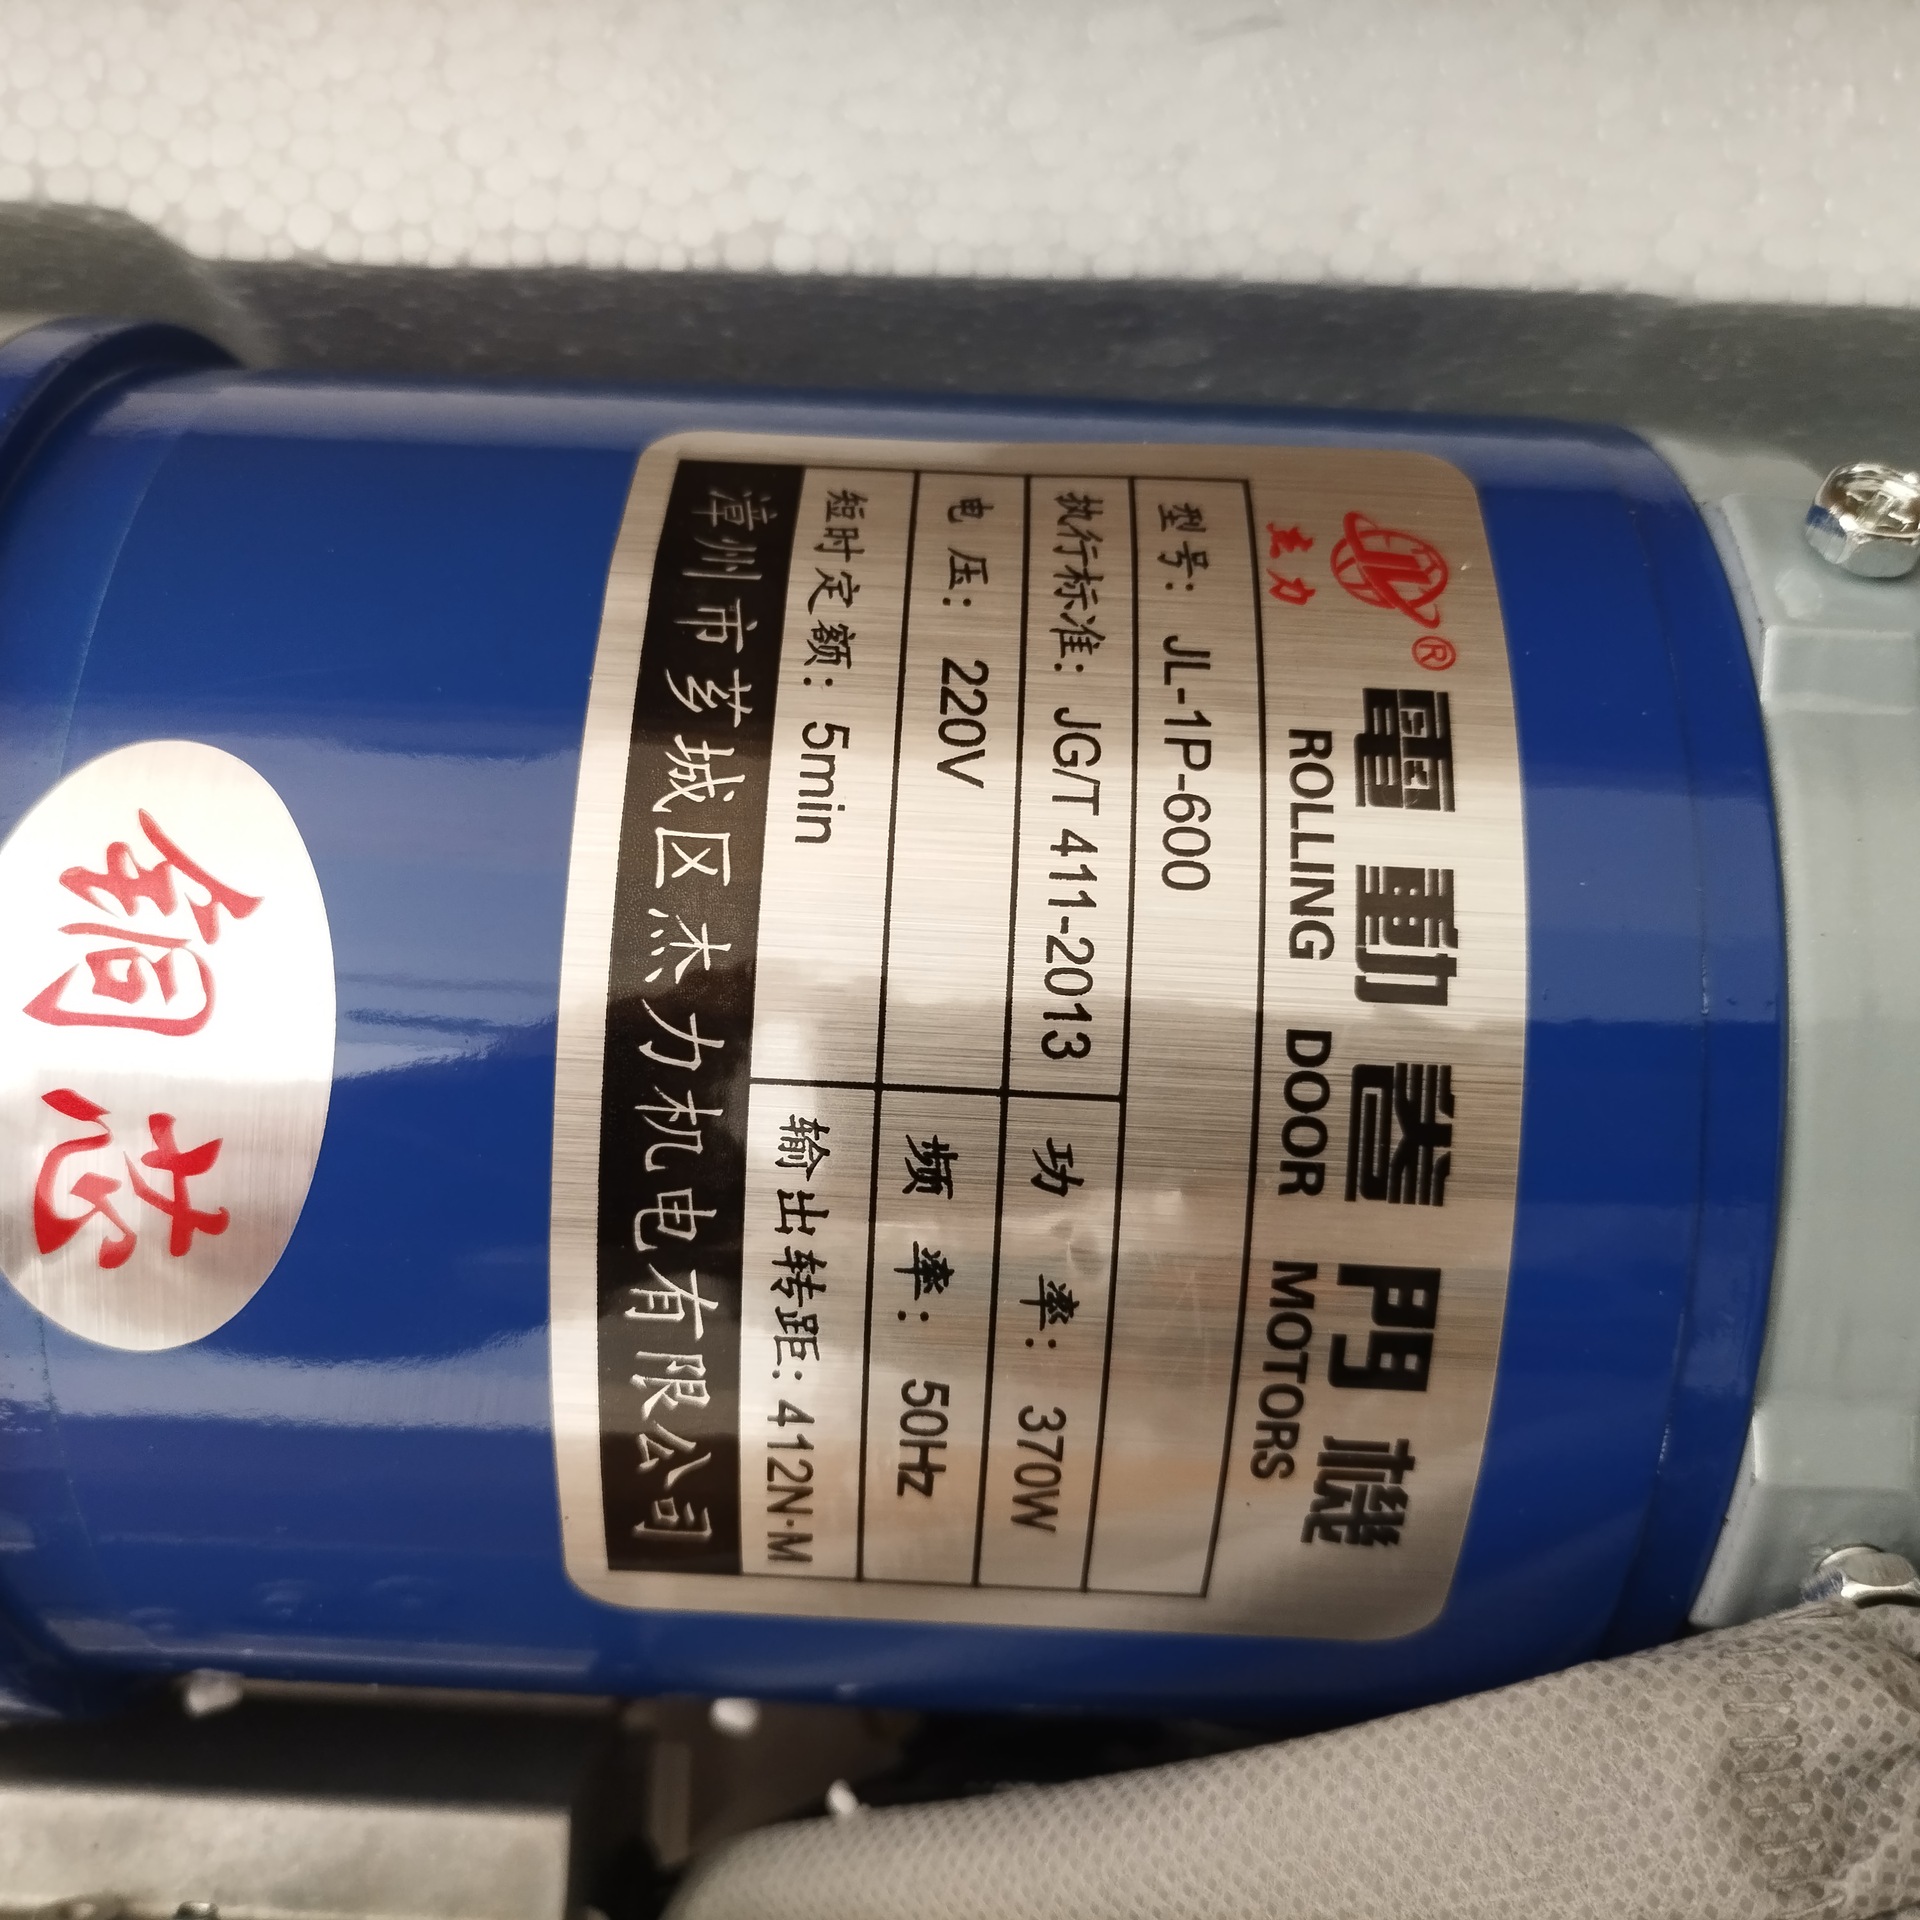 JL®
圭力
電動卷門機
ROLLING DOOR MOTORS
型号: JL-1P-600
执行标准: JG/T 411-2013
功率: 370W
电压: 220V
频率: 50Hz
短时定额: 5min
输出转距: 412N·M
漳州市芗城区杰力机电有限公司
铜芯